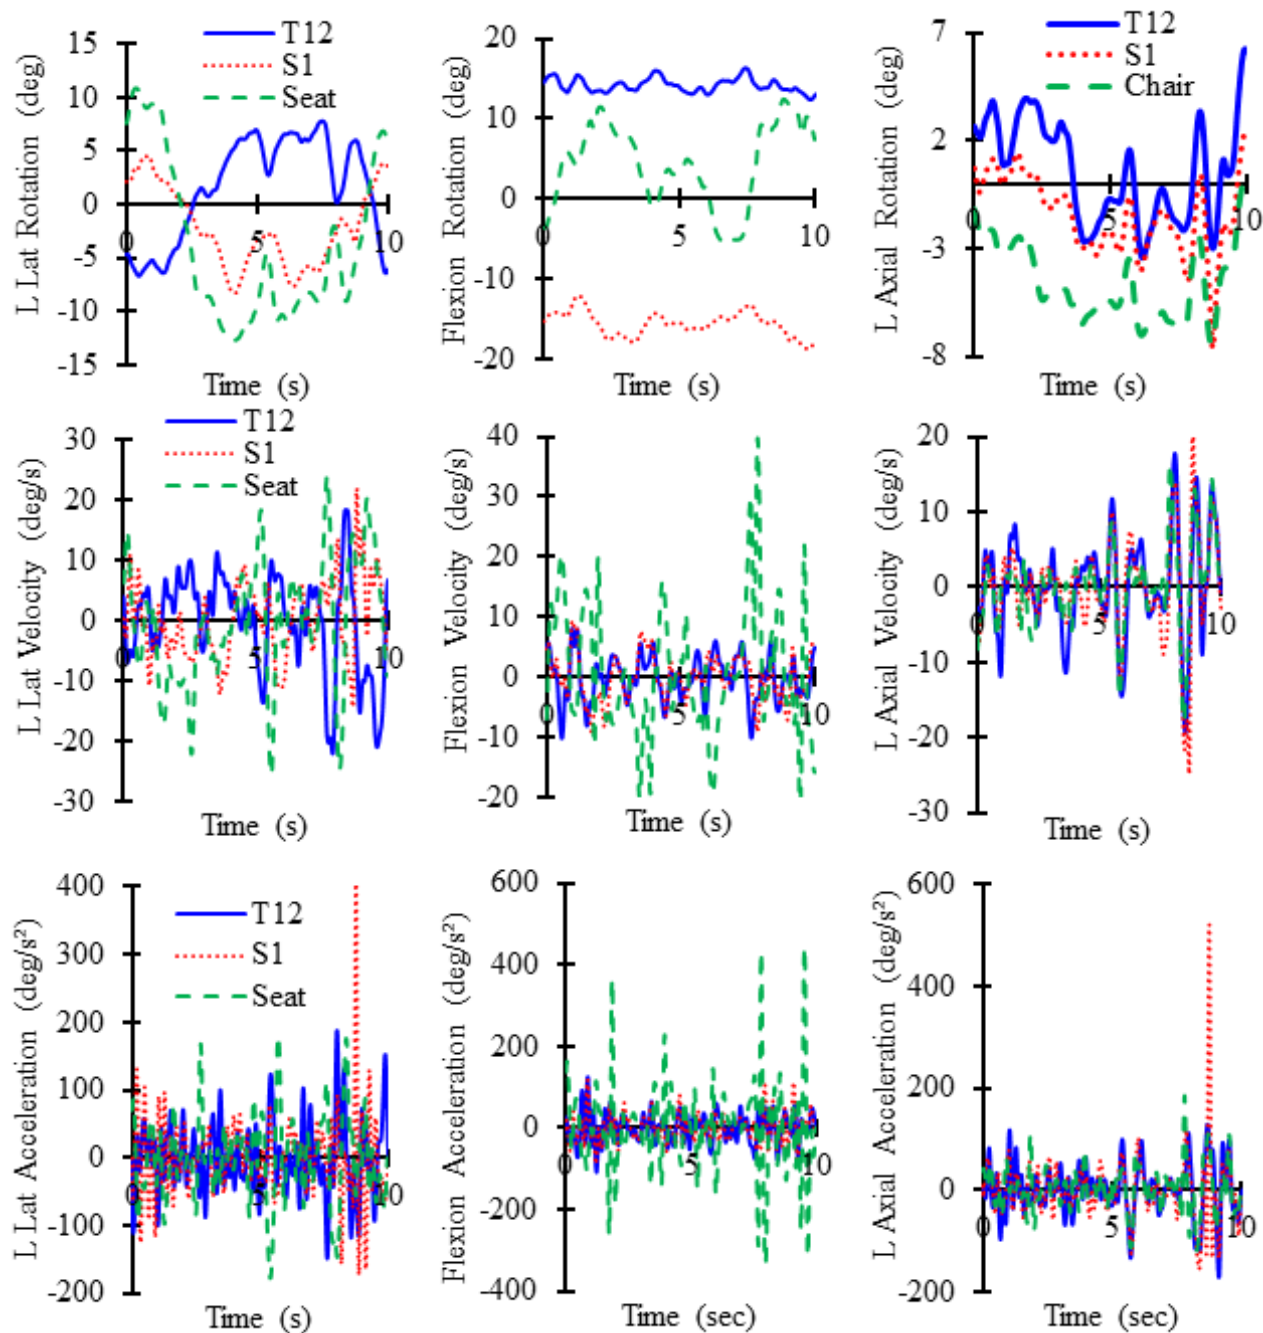 L Lat Rotation (deg)
15
10
5
0
-5
-10
-15
T12
S1
Seat
0
5
10
Time (s)
Flexion Rotation (deg)
20
10
0
-10
-20
0
5
10
Time (s)
L Axial Rotation (deg)
7
2
-3
-8
T12
S1
Chair
0
5
10
Time (s)
L Lat Velocity (deg/s)
30
20
10
0
-10
-20
-30
T12
S1
Seat
0
5
10
Time (s)
Flexion Velocity (deg/s)
40
30
20
10
0
-10
-20
0
5
10
Time (s)
L Axial Velocity (deg/s)
20
10
0
-10
-20
-30
0
5
10
Time (s)
L Lat Acceleration (deg/s²)
400
300
200
100
0
-100
-200
T12
S1
Seat
0
5
10
Time (s)
Flexion Acceleration (deg/s²)
600
400
200
0
-200
-400
0
5
10
Time (sec)
L Axial Acceleration (deg/s²)
600
400
200
0
-200
0
5
10
Time (sec)